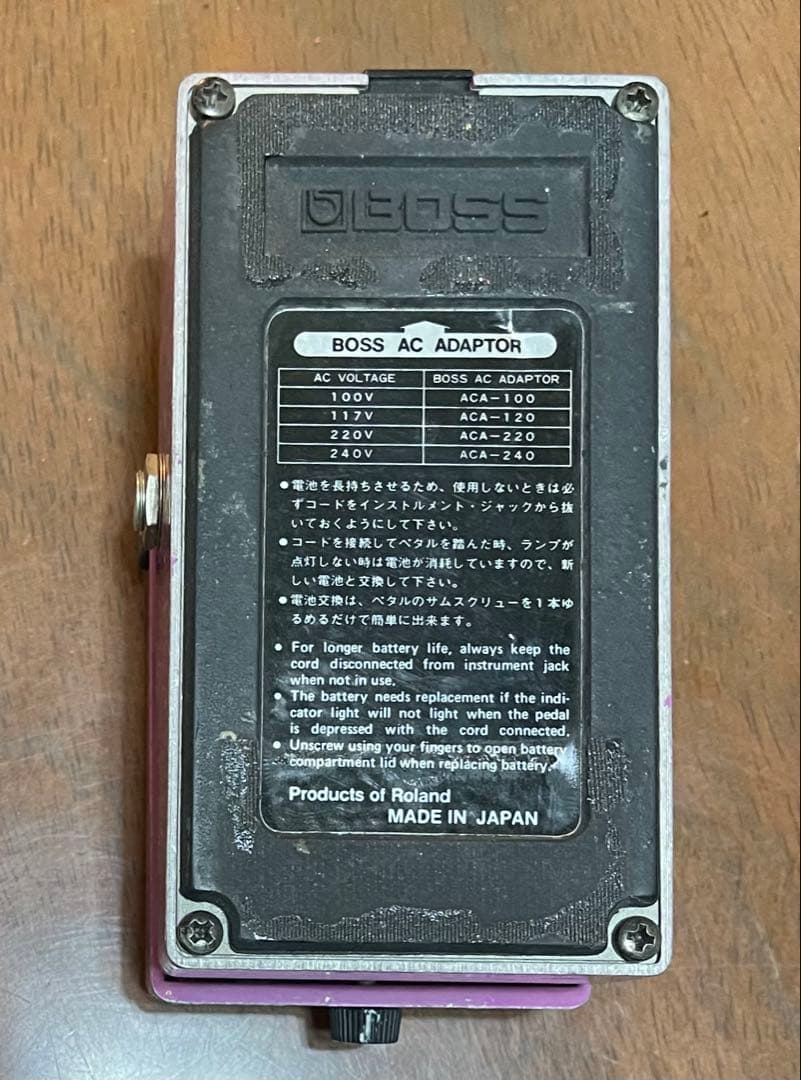 BOSS
BOSS AC ADAPTOR
AC VOLTAGE BOSS AC ADAPTOR
100V ACA-100
117V ACA-120
220V ACA-220
240V ACA-240
●電池を長持ちさせるため、使用しないときは必
ずコードをインストルメント・ジャックから抜
いておくようにして下さい。
●コードを接続してペタルを踏んだ時、ランプが
点灯しない時は電池が消耗していますので、新
しい電池と交換して下さい。
●電池交換は、ペタルのサムスクリューを1本ゆ
るめるだけで簡単に出来ます。
● For longer battery life, always keep the
cord disconnected from instrument jack
when not in use.
● The battery needs replacement if the indi-
cator light will not light when the pedal
is depressed with the cord connected.
● Unscrew using your fingers to open battery
compartment lid when replacing battery.
Products of Roland
MADE IN JAPAN